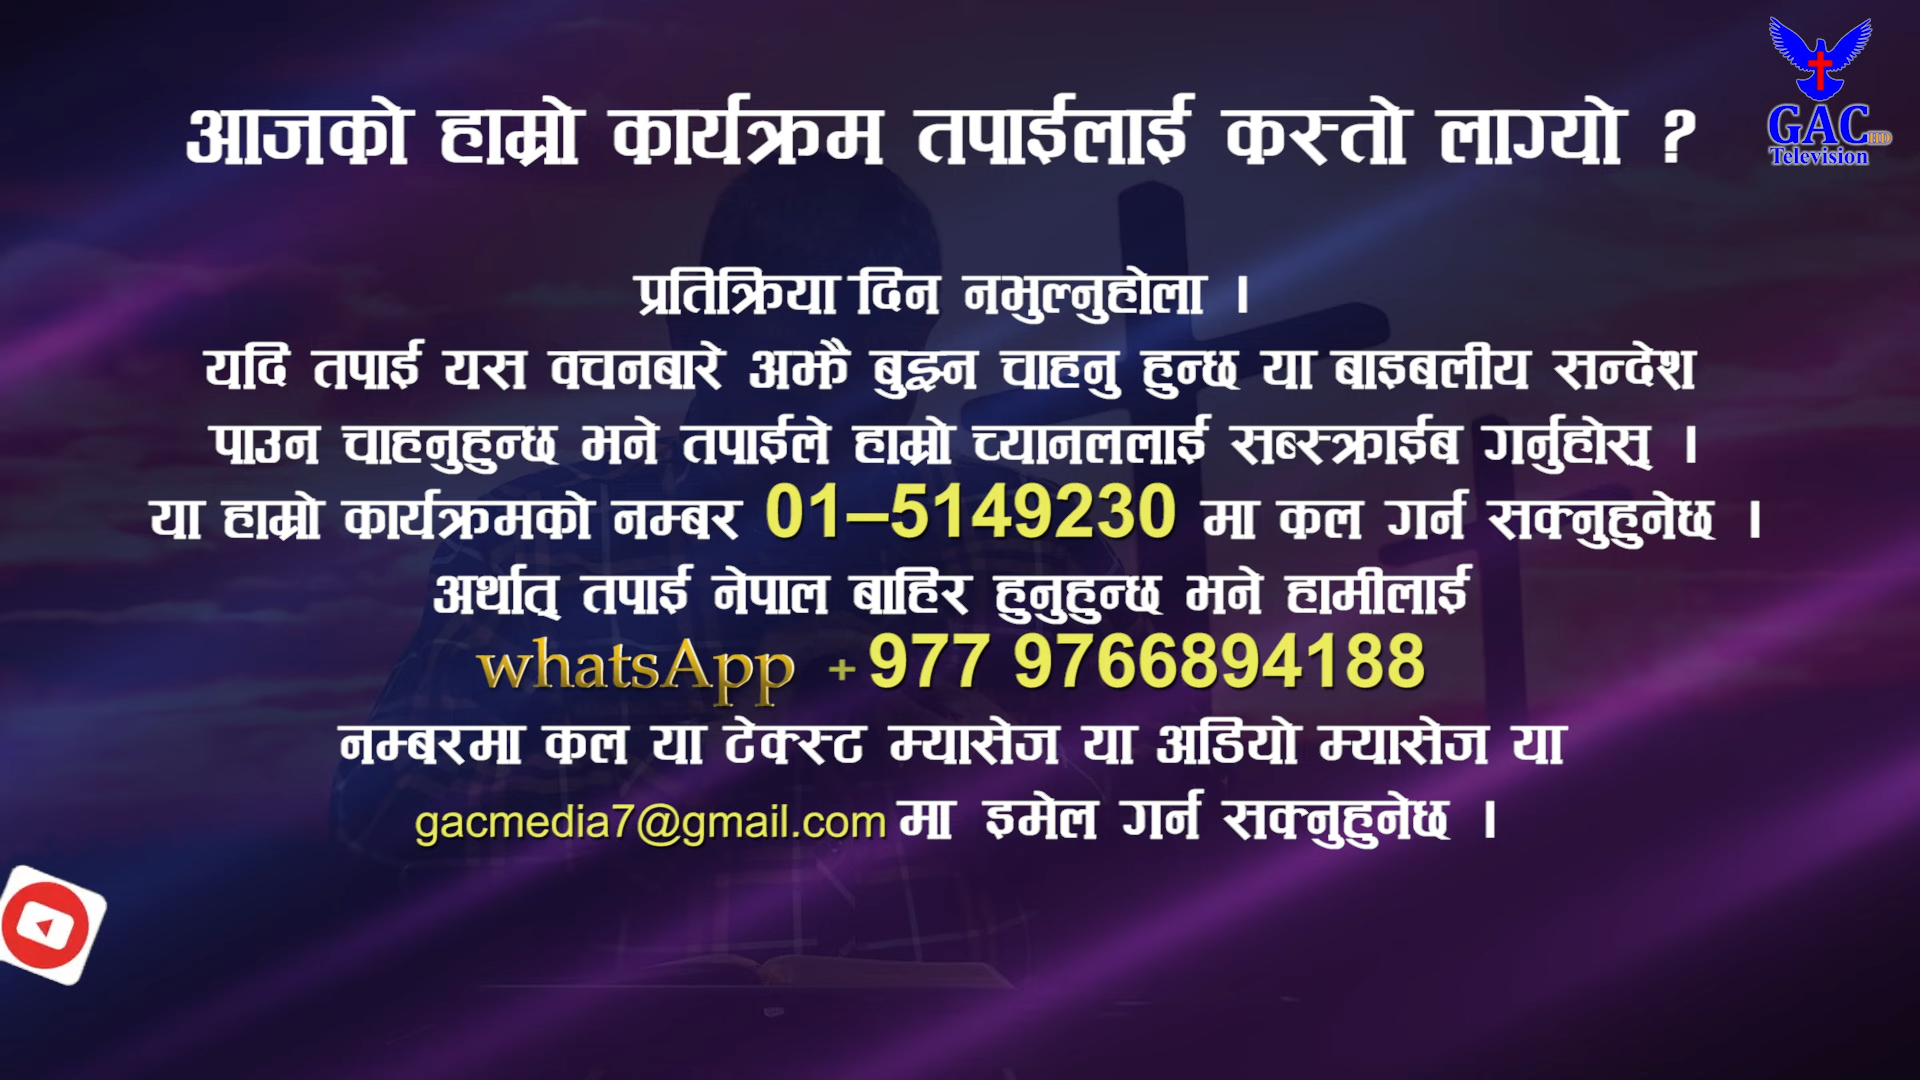 GAC HD
Television
आजको हाम्रो कार्यक्रम तपाईलाई कस्तो लाग्यो ?
प्रतिक्रिया दिन नभुल्नुहोला ।
यदि तपाई यस वचनबारे अझै बुझ्न चाहनु हुन्छ या बाइबलीय सन्देश
पाउन चाहनुहुन्छ भने तपाईले हाम्रो च्यानललाई सब्स्क्राईब गर्नुहोस् ।
या हाम्रो कार्यक्रमको नम्बर 01–5149230 मा कल गर्न सक्नुहुनेछ ।
अर्थात् तपाई नेपाल बाहिर हुनुहुन्छ भने हामीलाई
whatsApp + 977 9766894188
नम्बरमा कल या टेक्स्ट म्यासेज या अडियो म्यासेज या
gacmedia7@gmail.com मा इमेल गर्न सक्नुहुनेछ ।